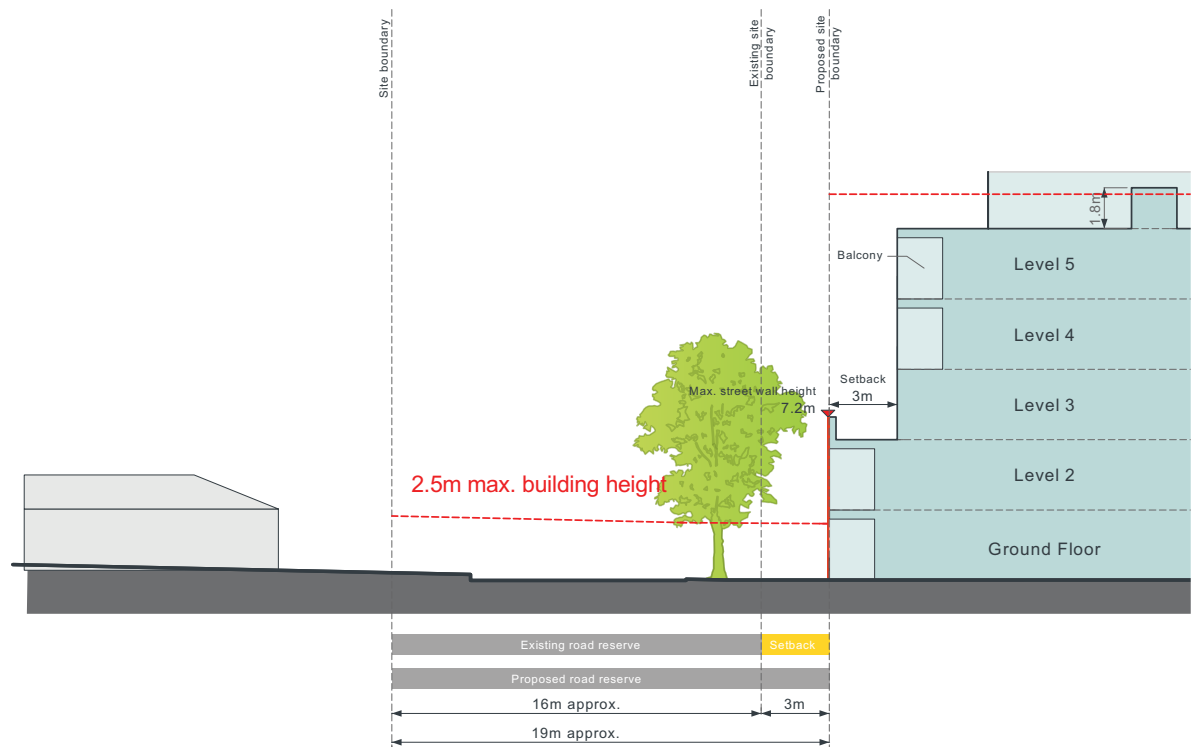 Site boundary
Existing site
boundary
Proposed site
boundary
1.8m
Balcony
Level 5
Level 4
Setback
3m
Max. street wall height
7.2m
Level 3
Level 2
2.5m max. building height
Ground Floor
Existing road reserve
Setback
Proposed road reserve
16m approx.
3m
19m approx.